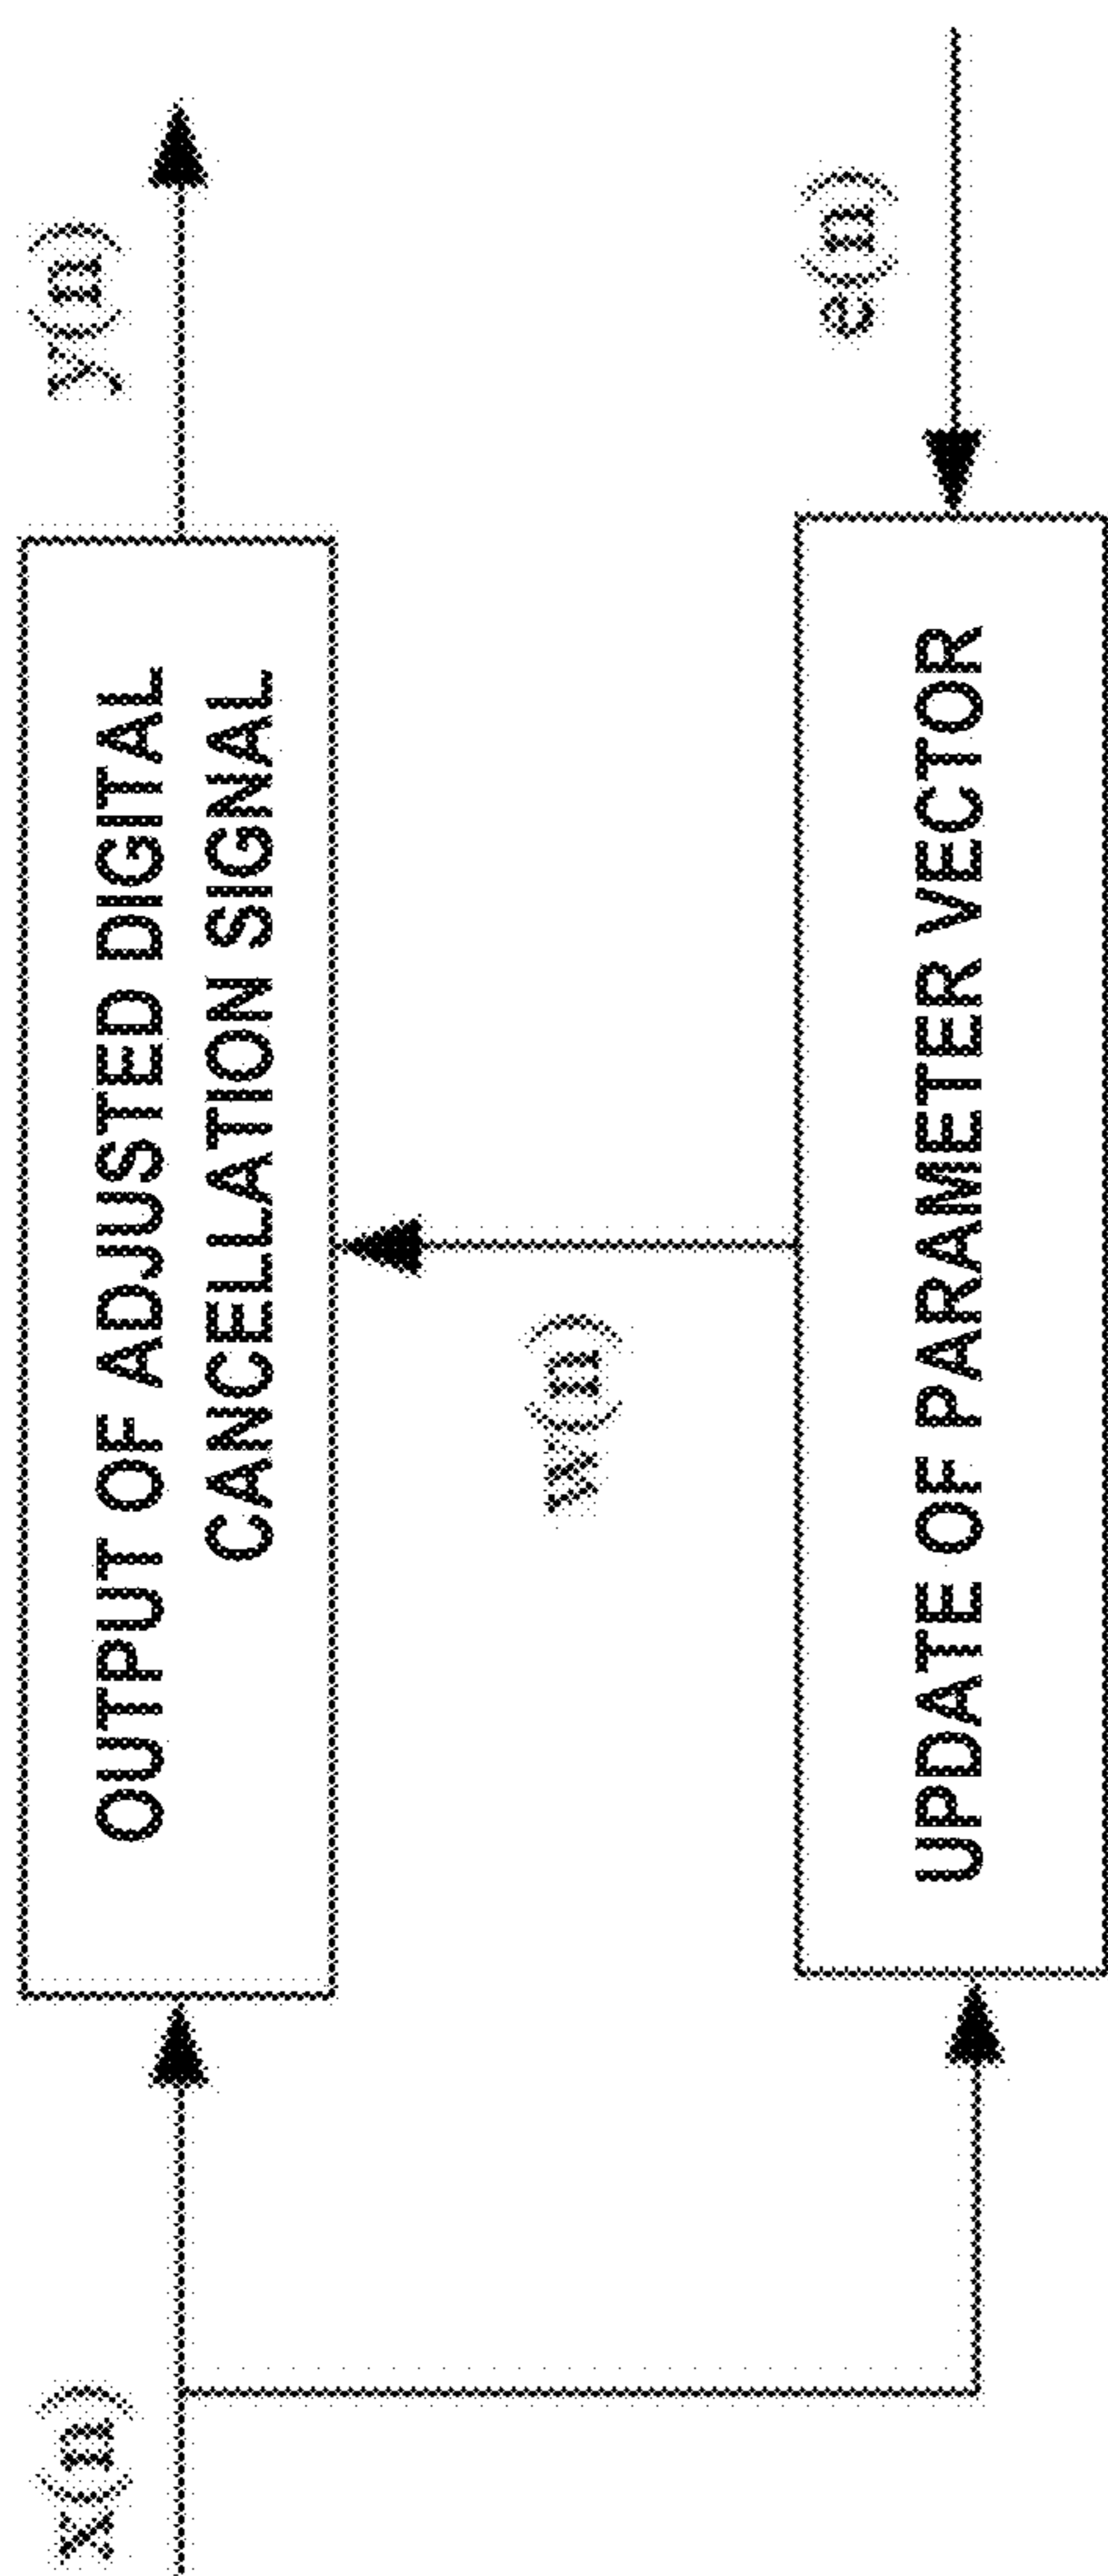 x(n)
OUTPUT OF ADJUSTED DIGITAL
CANCELLATION SIGNAL
y(n)
w(n)
UPDATE OF PARAMETER VECTOR
e(n)